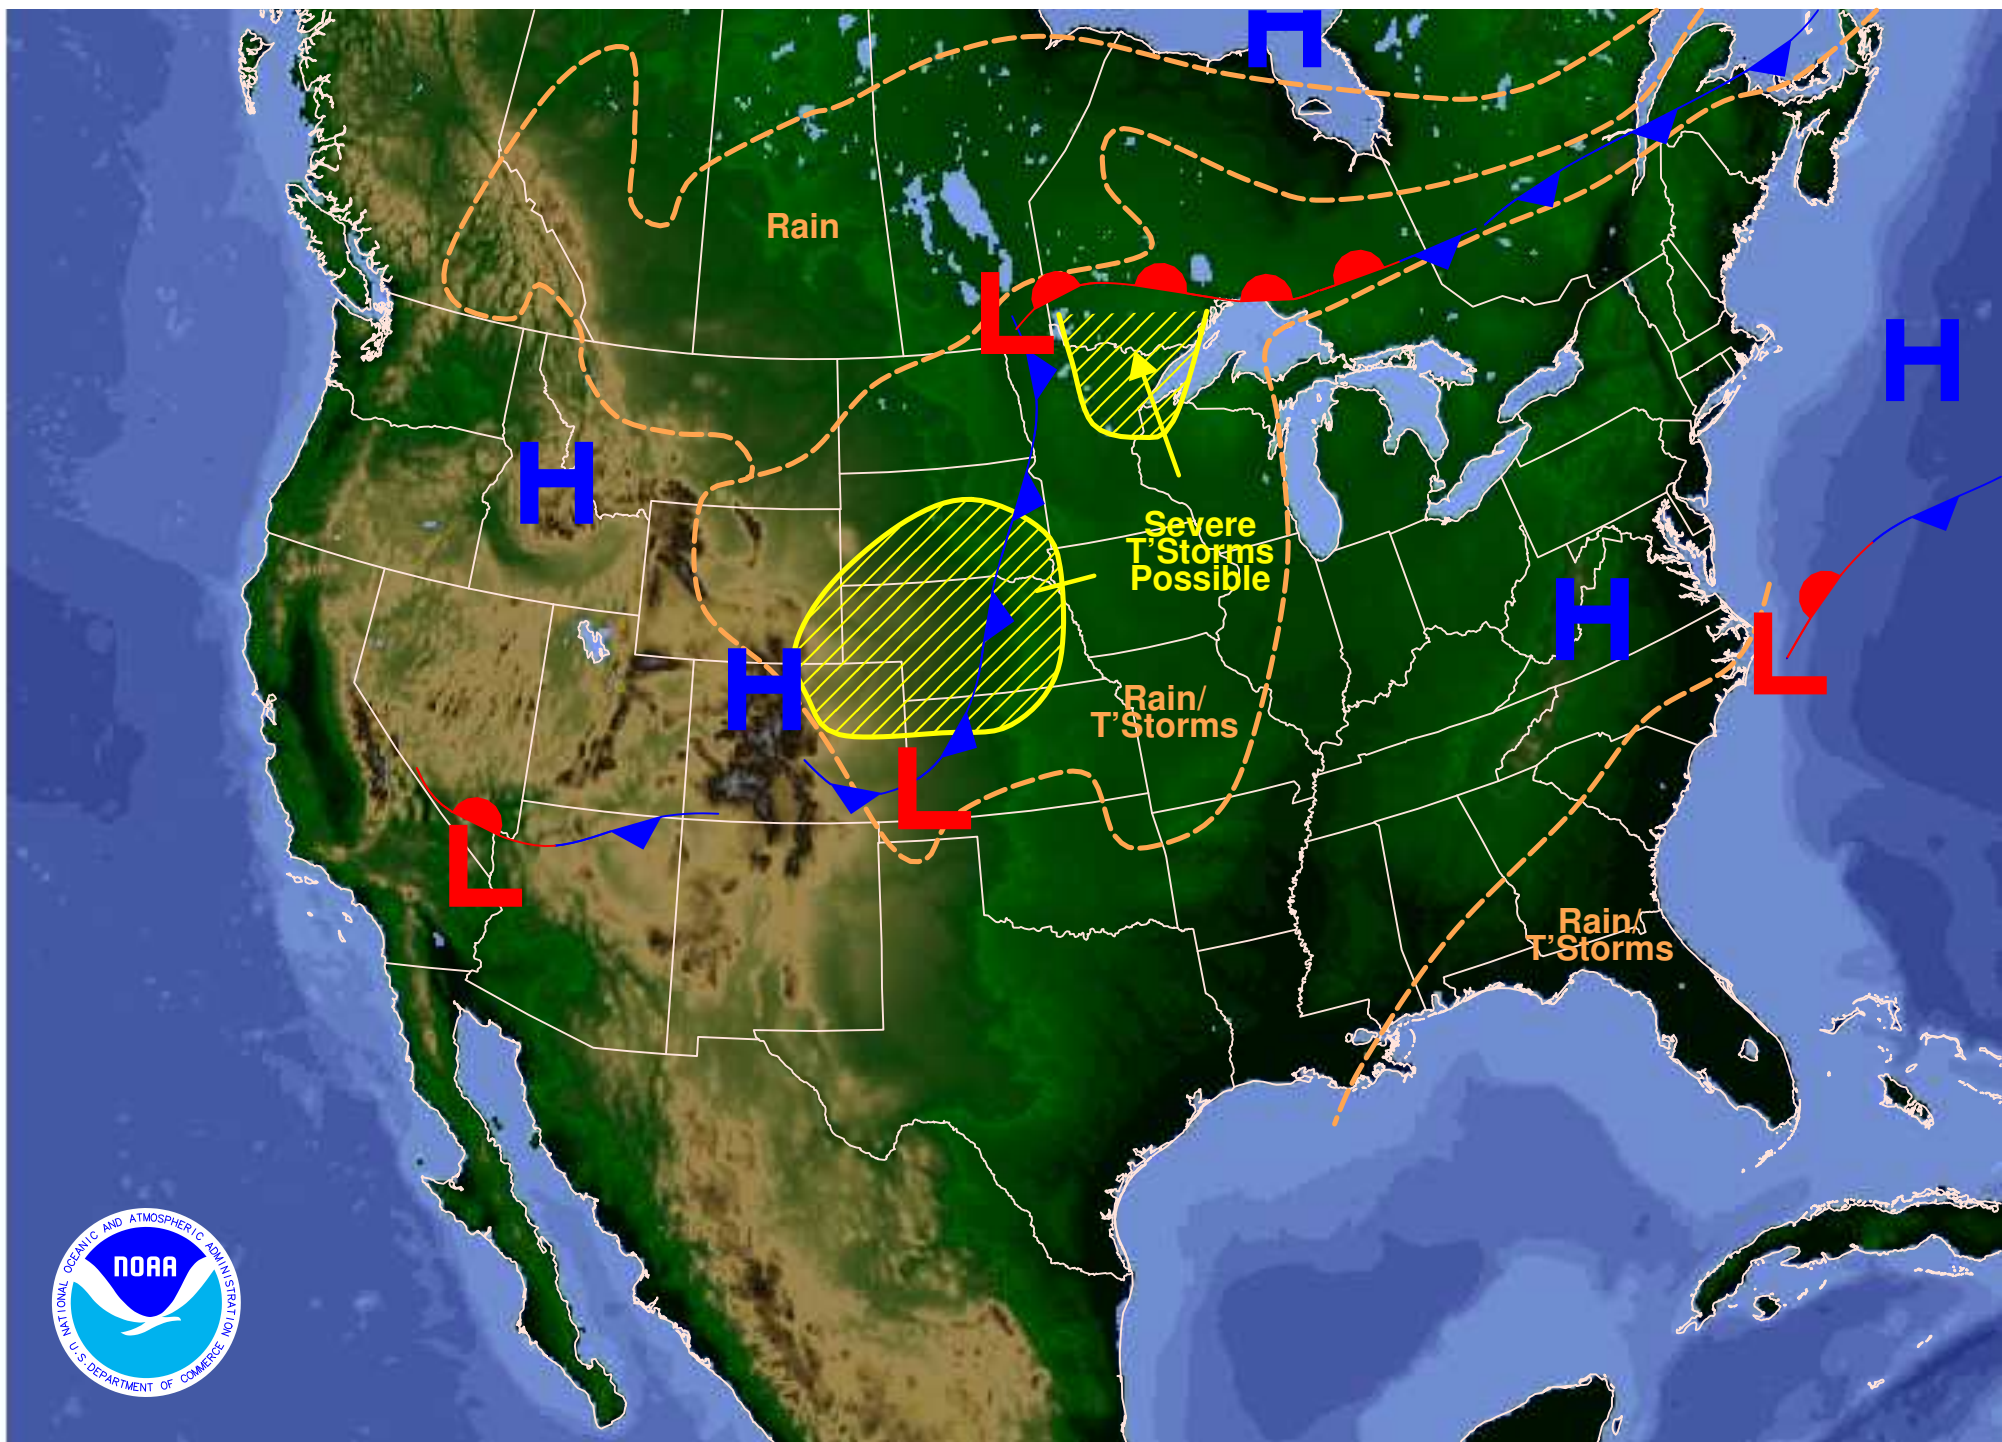 H
Rain
L
H
H
Severe
T'Storms
Possible
H
H
Rain/
T'Storms
L
L
L
Rain/
T'Storms
NATIONAL OCEANIC AND ATMOSPHERIC ADMINISTRATION
NOAA
U.S. DEPARTMENT OF COMMERCE